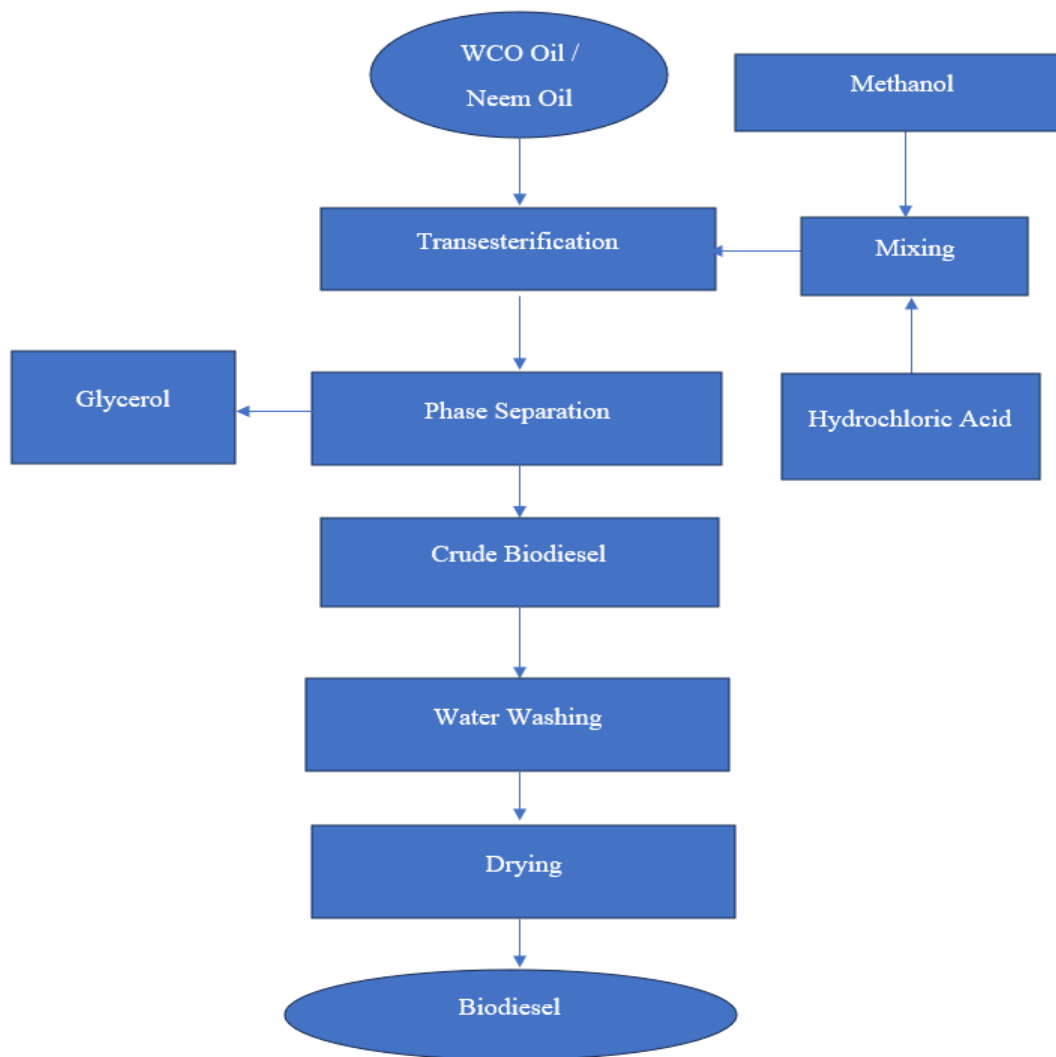 WCO Oil /
Neem Oil
Methanol
Transesterification
Mixing
Glycerol
Phase Separation
Hydrochloric Acid
Crude Biodiesel
Water Washing
Drying
Biodiesel